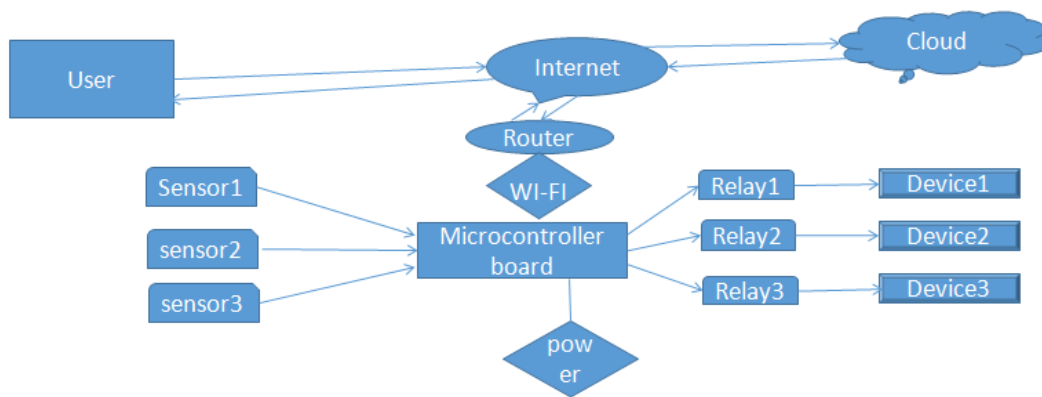 User
Internet
Cloud
Router
WI-FI
Sensor1
sensor2
sensor3
Microcontroller
board
Relay1
Relay2
Relay3
Device1
Device2
Device3
pow
er